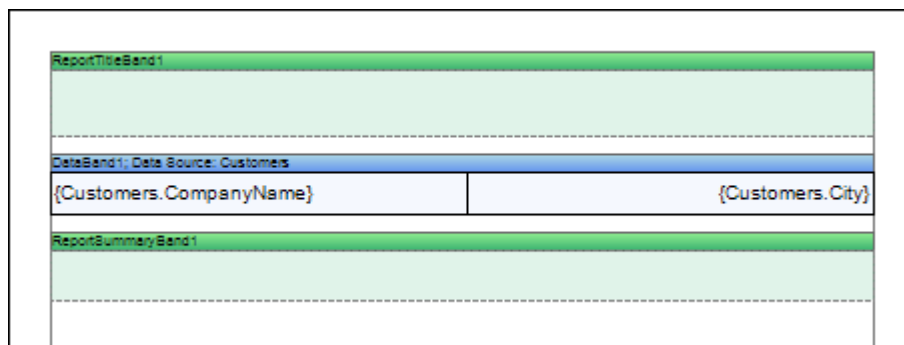 ReportTitleBand1
DataBand1; Data Source: Customers
{Customers.CompanyName} {Customers.City}
ReportSummaryBand1